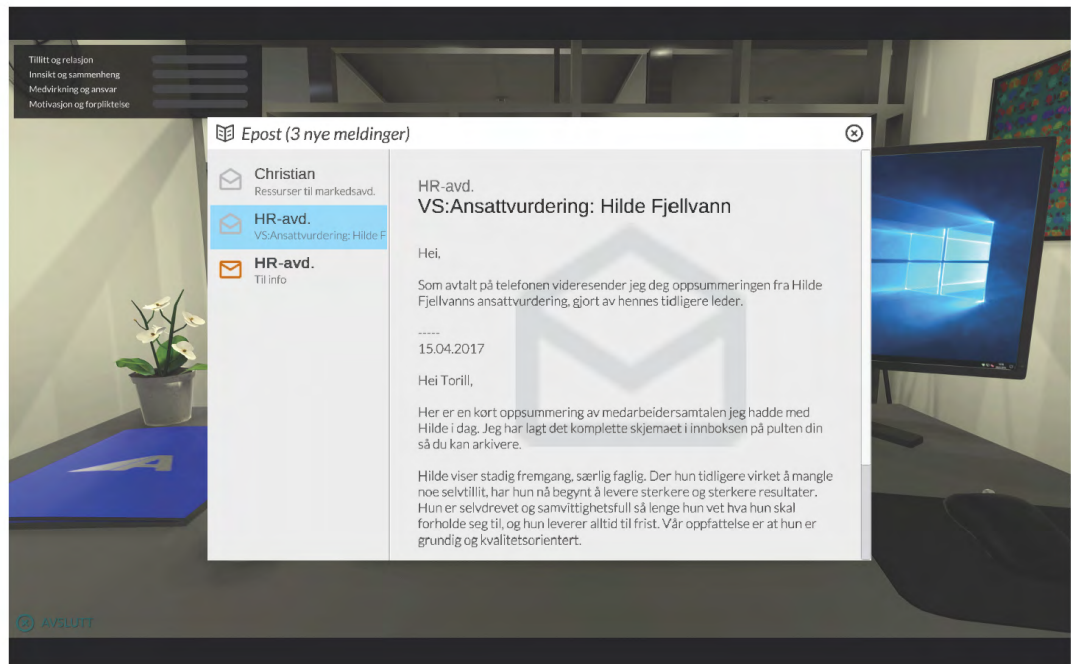 Tillitt og relasjon
Innsikt og sammenheng
Medvirkning og ansvar
Motivasjon og forpliktelse
Epost (3 nye meldinger)
Christian
Ressurser til markedsavd.
HR-avd.
VS:Ansattvurdering: Hilde F
HR-avd.
Til info
HR-avd.
VS:Ansattvurdering: Hilde Fjellvann
Hei,
Som avtalt på telefonen videresender jeg deg oppsummeringen fra Hilde
Fjellvanns ansattvurdering, gjort av hennes tidligere leder.
-----
15.04.2017
Hei Torill,
Her er en kort oppsummering av medarbeidersamtalen jeg hadde med
Hilde i dag. Jeg har lagt det komplette skjemaet i innboksen på pulten din
så du kan arkivere.
Hilde viser stadig fremgang, særlig faglig. Der hun tidligere virket å mangle
noe selvtillit, har hun nå begynt å levere sterkere og sterkere resultater.
Hun er selvdrevet og samvittighetsfull så lenge hun vet hva hun skal
forholde seg til, og hun leverer alltid til frist. Vår oppfattelse er at hun er
grundig og kvalitetsorientert.
AVSLUTT